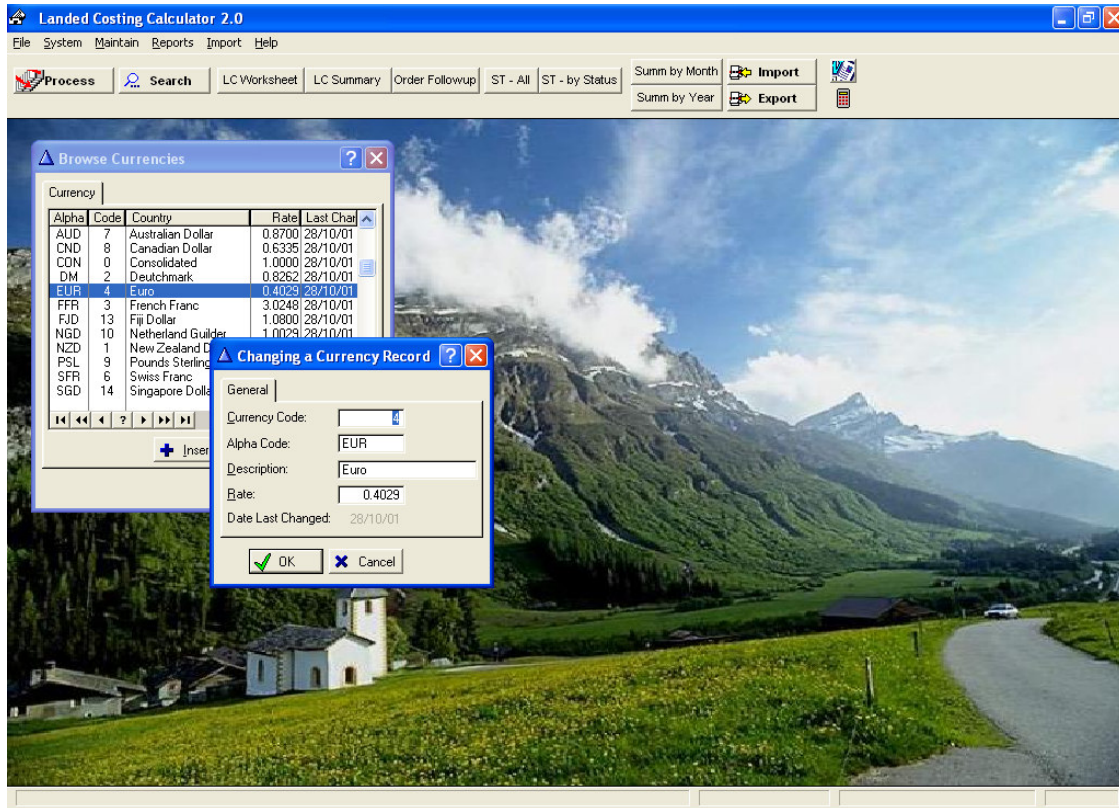 Landed Costing Calculator 2.0
File System Maintain Reports Import Help
Process Search LC Worksheet LC Summary Order Followup ST - All ST - by Status Summ by Month Import
Summ by Year Export
Browse Currencies
Currency
Alpha Code Country Rate Last Char
AUD 7 Australian Dollar 0.8700 28/10/01
CND 8 Canadian Dollar 0.6335 28/10/01
CON 0 Consolidated 1.0000 28/10/01
DM 2 Deutchmark 0.8262 28/10/01
EUR 4 Euro 0.4029 28/10/01
FFR 3 French Franc 3.0248 28/10/01
FJD 13 Fiji Dollar 1.0800 28/10/01
NGD 10 Netherland Guilder 1.0029 28/10/01
NZD 1 New Zealand D
PSL 9 Pounds Sterling
SFR 6 Swiss Franc
SGD 14 Singapore Dolla
Inser
Changing a Currency Record
General
Currency Code: 4
Alpha Code: EUR
Description: Euro
Rate: 0.4029
Date Last Changed: 28/10/01
OK Cancel